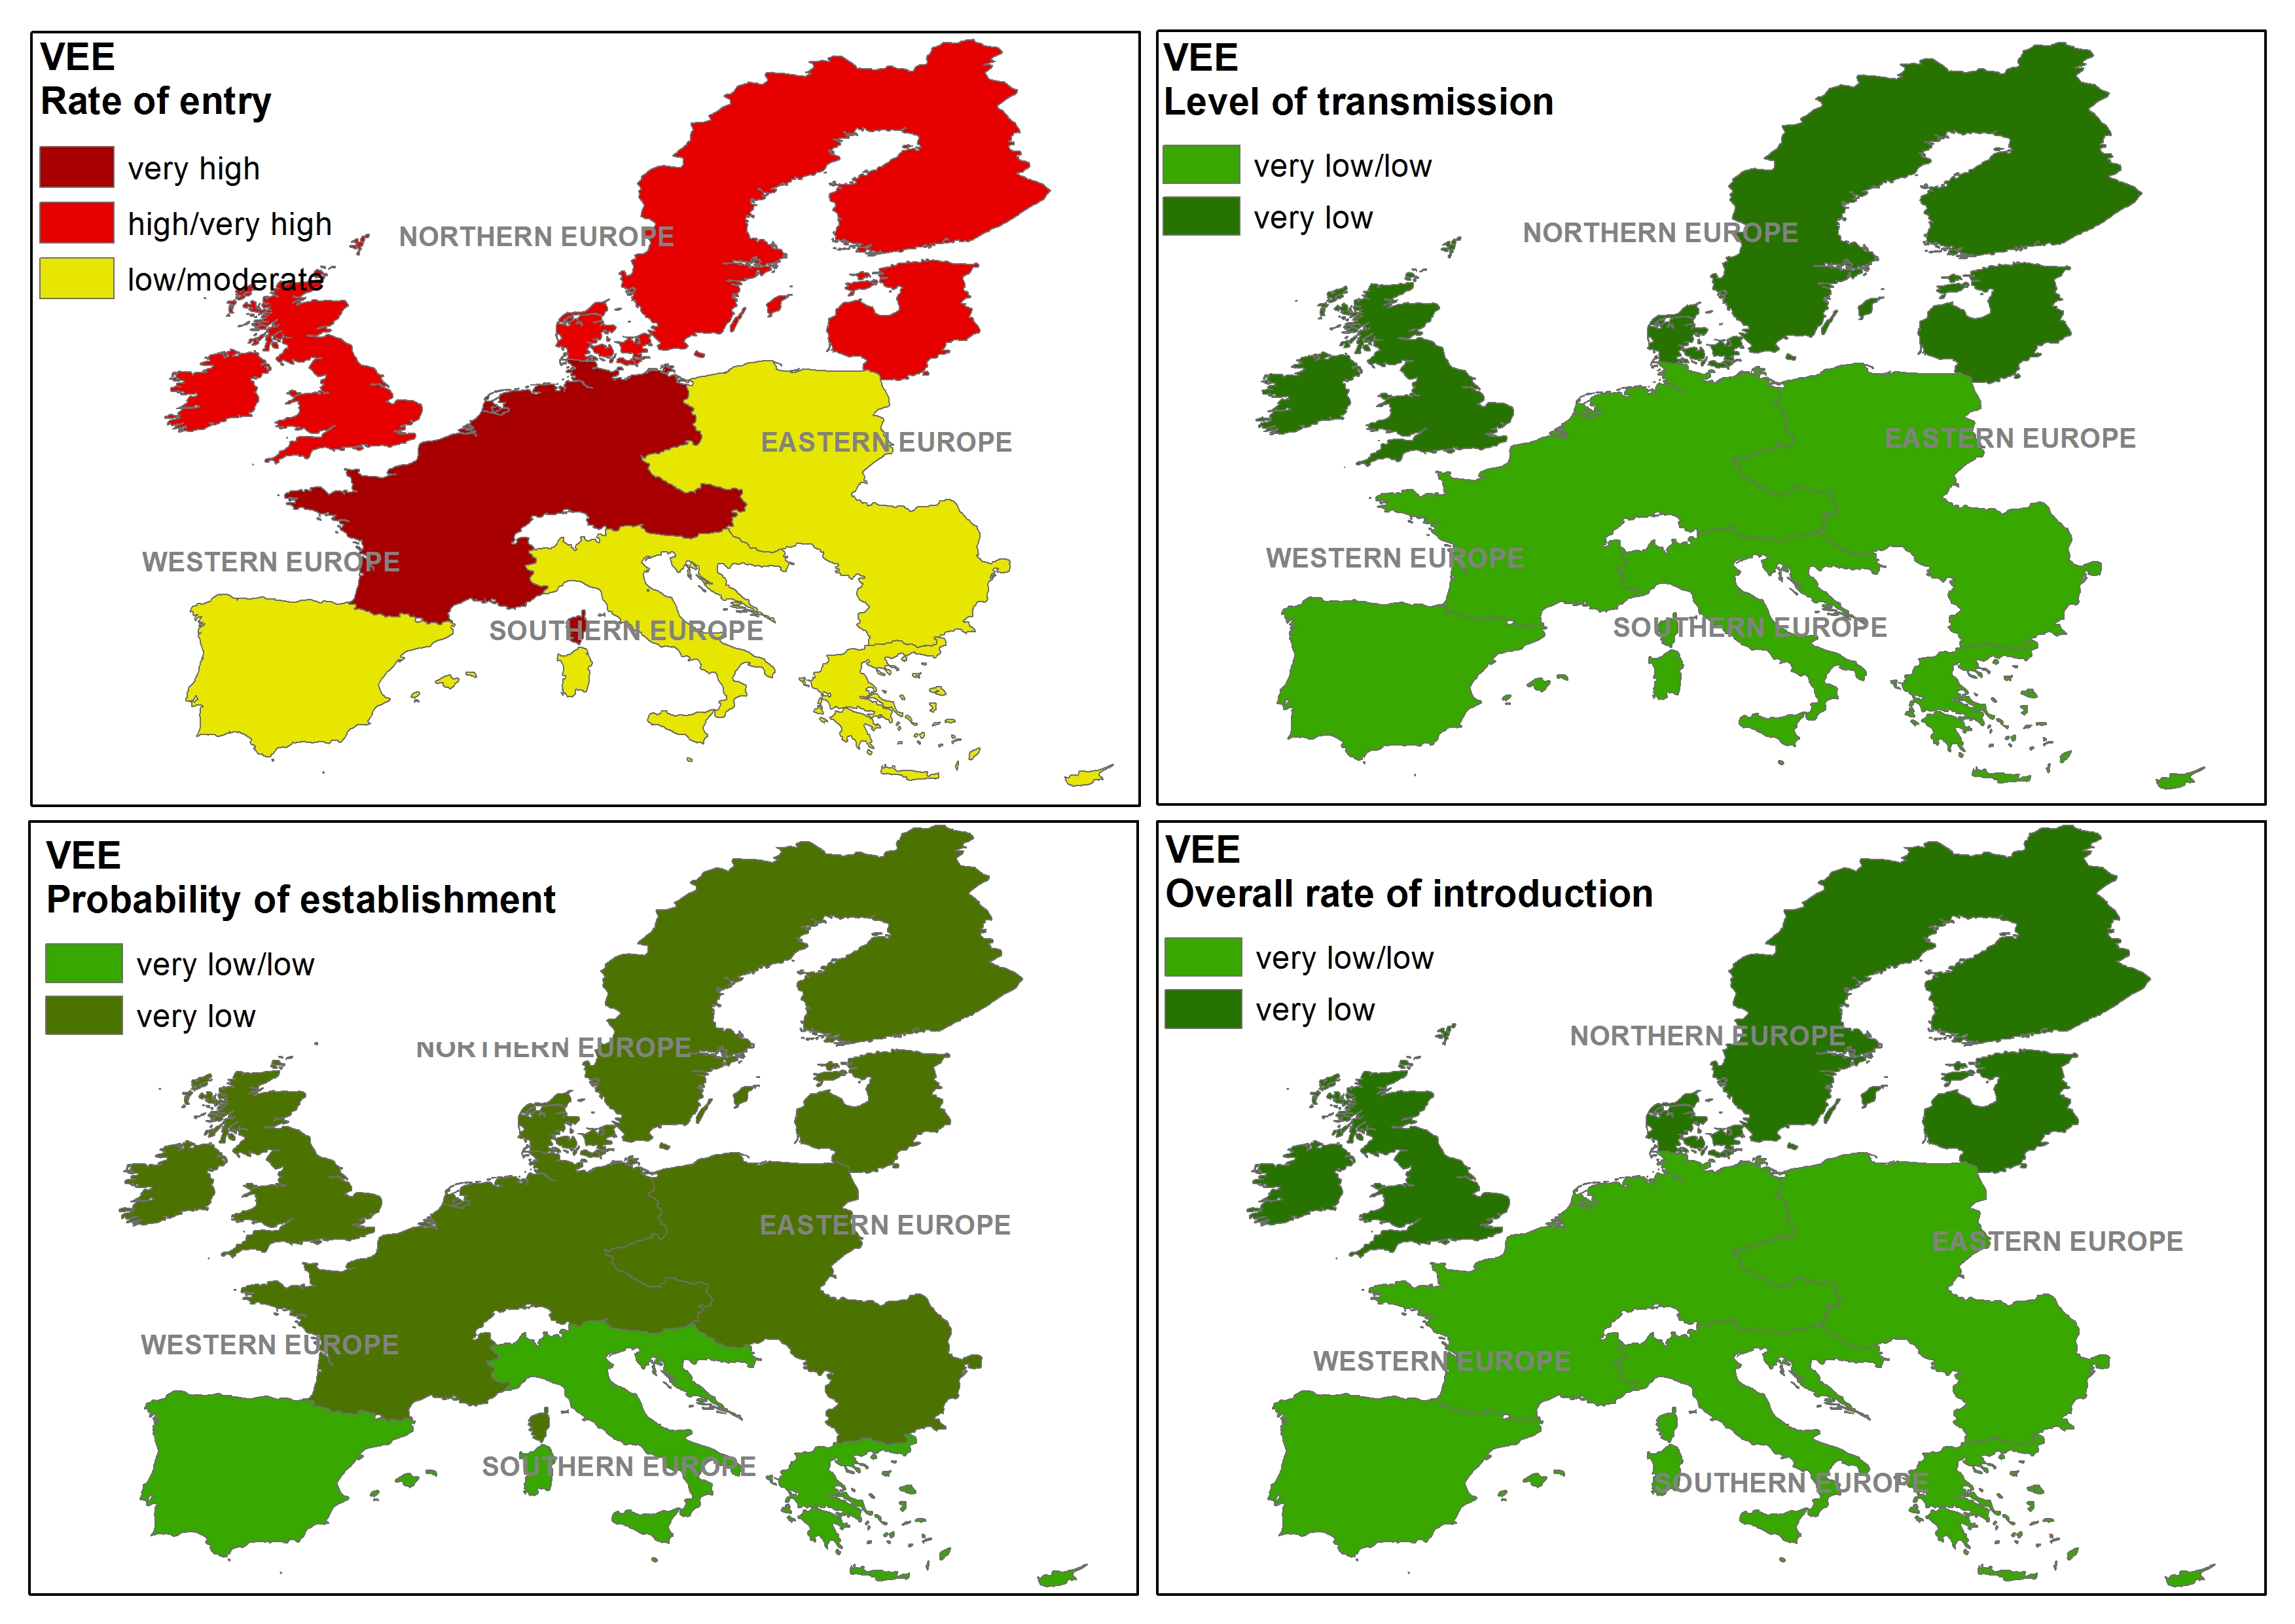 VEE
Rate of entry
very high
high/very high
low/moderate
NORTHERN EUROPE
EASTERN EUROPE
WESTERN EUROPE
SOUTHERN EUROPE
VEE
Level of transmission
very low/low
very low
NORTHERN EUROPE
EASTERN EUROPE
WESTERN EUROPE
SOUTHERN EUROPE
VEE
Probability of establishment
very low/low
very low
NORTHERN EUROPE
EASTERN EUROPE
WESTERN EUROPE
SOUTHERN EUROPE
VEE
Overall rate of introduction
very low/low
very low
NORTHERN EUROPE
EASTERN EUROPE
WESTERN EUROPE
SOUTHERN EUROPE